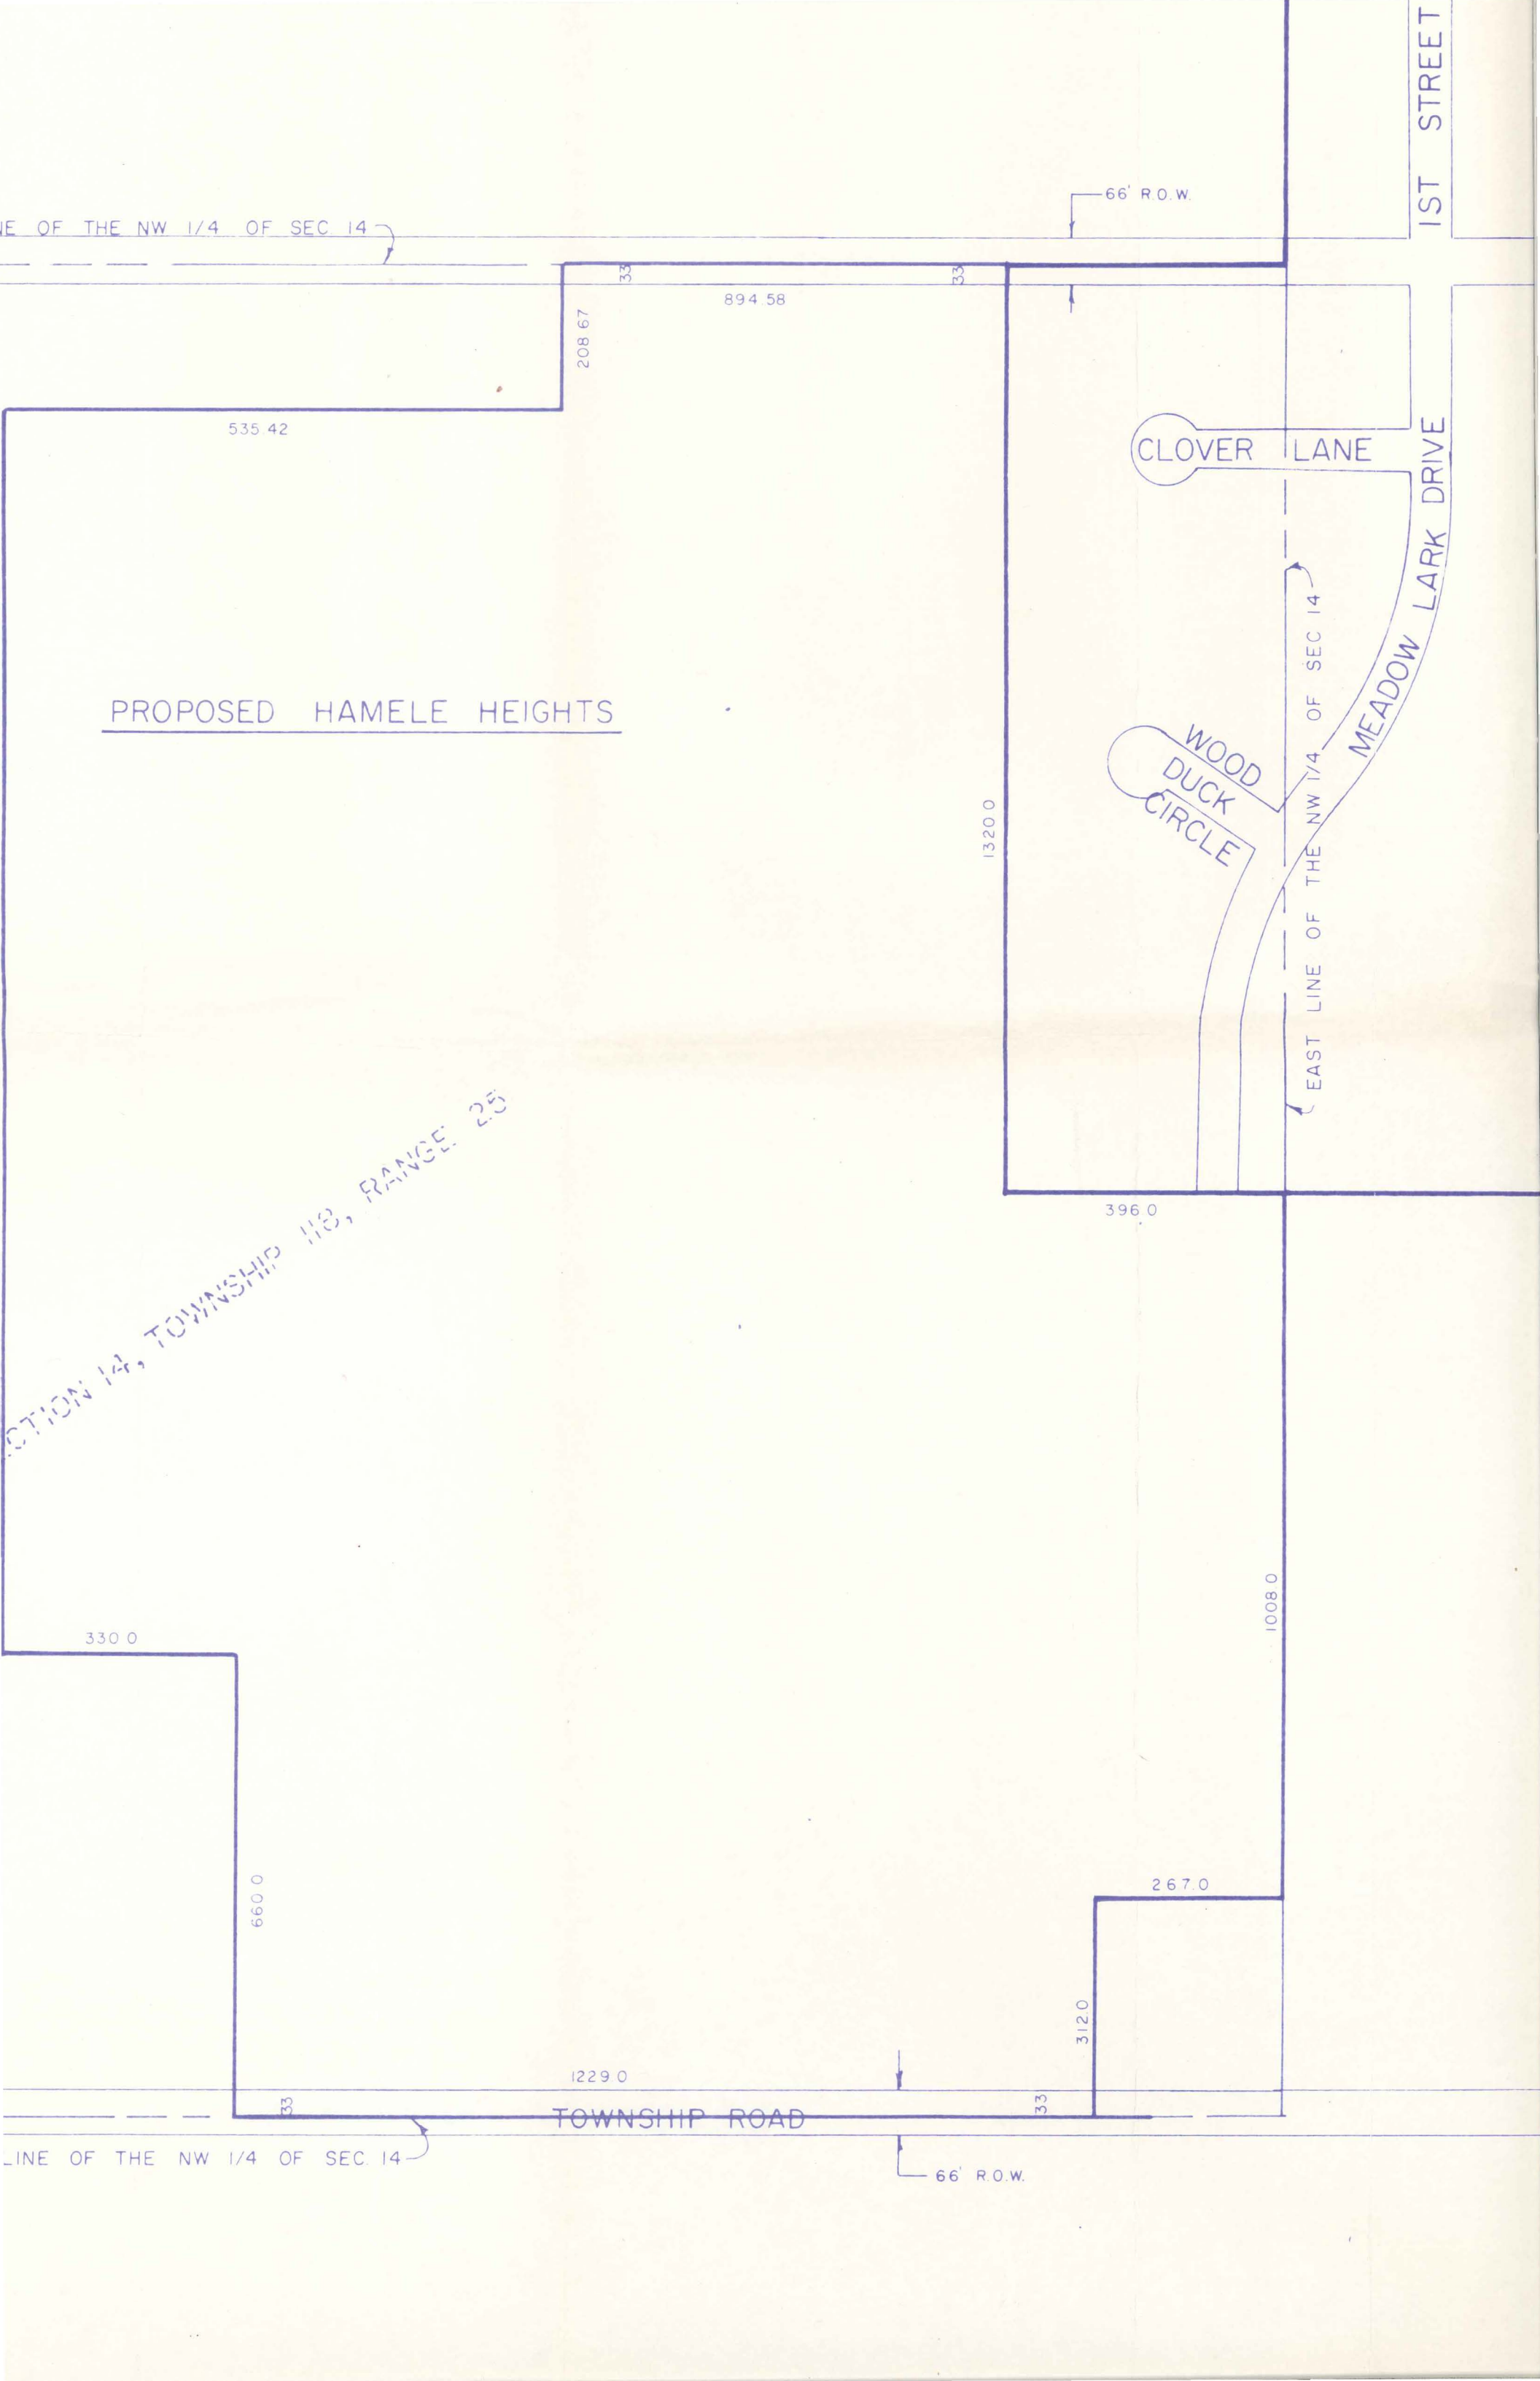 1ST STREET
66' R.O.W.
NE OF THE NW 1/4 OF SEC. 14
33
33
894.58
208.67
535.42
CLOVER LANE
MEADOW LARK DRIVE
EAST LINE OF THE NW 1/4 OF SEC 14
PROPOSED HAMELE HEIGHTS
WOOD
DUCK
CIRCLE
1320.0
396.0
CTION 14, TOWNSHIP 118, RANGE 25
1008.0
330.0
660.0
267.0
312.0
1229.0
33
33
TOWNSHIP ROAD
LINE OF THE NW 1/4 OF SEC. 14
66' R.O.W.